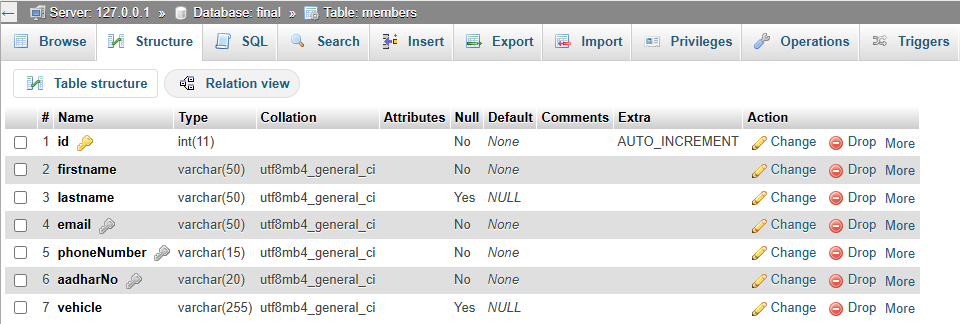 Server: 127.0.0.1 » Database: final » Table: members
Browse Structure SQL Search Insert Export Import Privileges Operations Triggers
Table structure Relation view
# Name Type Collation Attributes Null Default Comments Extra Action
1 id int(11) No None AUTO_INCREMENT Change Drop More
2 firstname varchar(50) utf8mb4_general_ci No None Change Drop More
3 lastname varchar(50) utf8mb4_general_ci Yes NULL Change Drop More
4 email varchar(50) utf8mb4_general_ci No None Change Drop More
5 phoneNumber varchar(15) utf8mb4_general_ci No None Change Drop More
6 aadharNo varchar(20) utf8mb4_general_ci No None Change Drop More
7 vehicle varchar(255) utf8mb4_general_ci Yes NULL Change Drop More